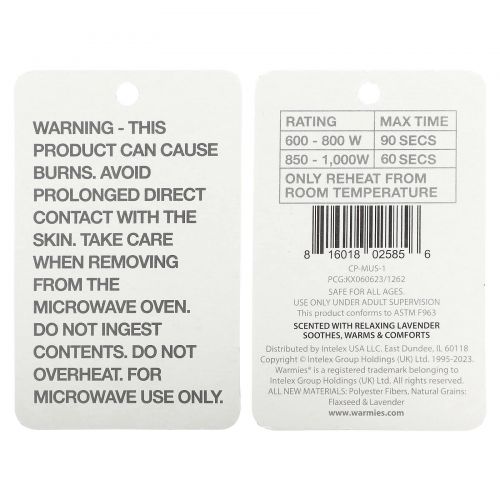 WARNING - THIS
PRODUCT CAN CAUSE
BURNS. AVOID
PROLONGED DIRECT
CONTACT WITH THE
SKIN. TAKE CARE
WHEN REMOVING
FROM THE
MICROWAVE OVEN.
DO NOT INGEST
CONTENTS. DO NOT
OVERHEAT. FOR
MICROWAVE USE ONLY.
RATING MAX TIME
600 - 800 W 90 SECS
850 - 1,000W 60 SECS
ONLY REHEAT FROM
ROOM TEMPERATURE
8 16018 02585 6
CP-MUS-1
PCG:KX060623/1262
SAFE FOR ALL AGES.
USE ONLY UNDER ADULT SUPERVISION
This product conforms to ASTM F963
SCENTED WITH RELAXING LAVENDER
SOOTHES, WARMS & COMFORTS
Distributed by Intelex USA LLC, East Dundee, IL 60118
Copyright © Intelex Group Holdings (UK) Ltd. 1995-2023.
Warmies® is a registered trademark belonging to
Intelex Group Holdings (UK) Ltd. All rights reserved.
ALL NEW MATERIALS: Polyester Fibers, Natural Grains:
Flaxseed & Lavender
www.warmies.com